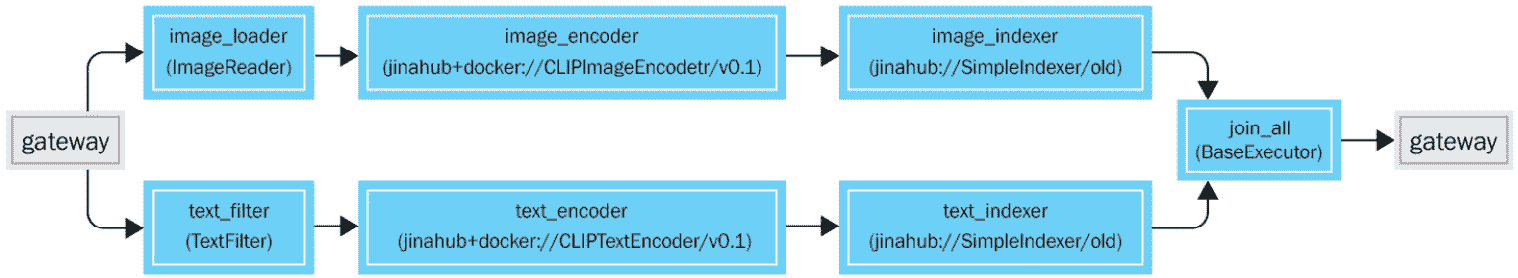 gateway
image_loader
(ImageReader)
image_encoder
(jinahub+docker://CLIPImageEncodetr/v0.1)
image_indexer
(jinahub://SimpleIndexer/old)
text_filter
(TextFilter)
text_encoder
(jinahub+docker://CLIPTextEncoder/v0.1)
text_indexer
(jinahub://SimpleIndexer/old)
join_all
(BaseExecutor)
gateway